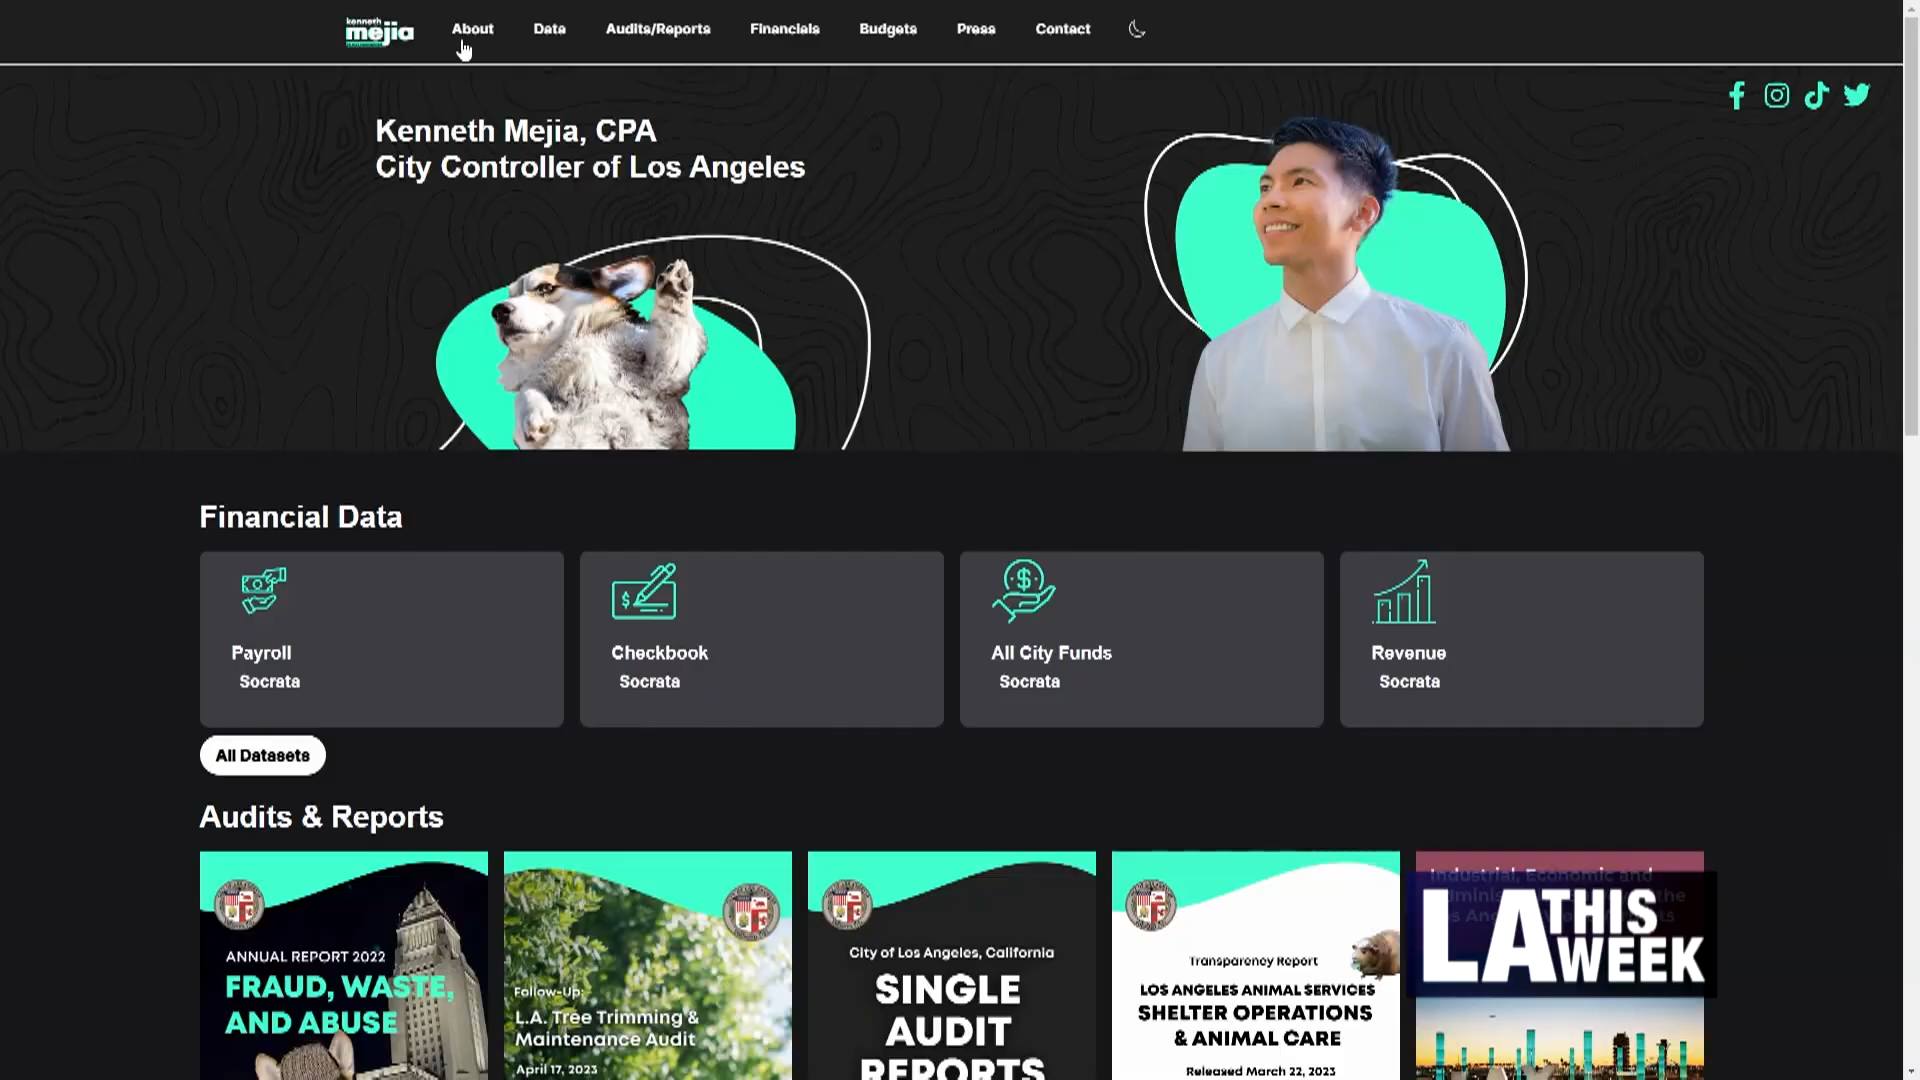 kenneth
mejia
About
Data
Audits/Reports
Financials
Budgets
Press
Contact
Kenneth Mejia, CPA
City Controller of Los Angeles
Financial Data
Payroll
Socrata
Checkbook
Socrata
All City Funds
Socrata
Revenue
Socrata
All Datasets
Audits & Reports
ANNUAL REPORT 2022
FRAUD, WASTE,
AND ABUSE
Follow-Up:
L.A. Tree Trimming &
Maintenance Audit
April 17, 2023
City of Los Angeles, California
SINGLE
AUDIT
REPORTS
Transparency Report
LOS ANGELES ANIMAL SERVICES
SHELTER OPERATIONS
& ANIMAL CARE
Released March 22, 2023
Industrial, Economic and
LA THIS
WEEK